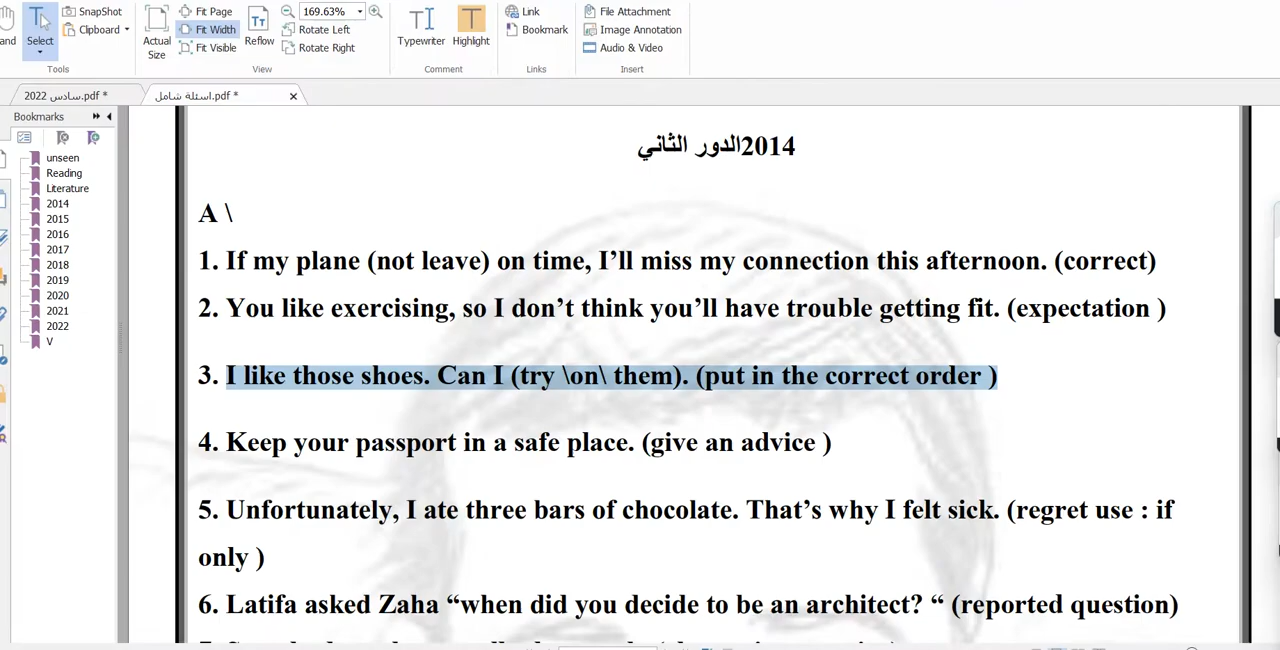 SnapShot
Fit Page
169.63%
Link
File Attachment
and
Select
Clipboard
Actual Size
Fit Width
Reflow
Rotate Left
Typewriter
Highlight
Bookmark
Image Annotation
Fit Visible
Rotate Right
Audio & Video
Tools
View
Comment
Links
Insert
سادس 2022.pdf *
اسئلة شامل.pdf *
Bookmarks
unseen
Reading
Literature
2014
2015
2016
2017
2018
2019
2020
2021
2022
V
2014الدور الثاني
A \
1. If my plane (not leave) on time, I’ll miss my connection this afternoon. (correct)
2. You like exercising, so I don’t think you’ll have trouble getting fit. (expectation )
3. I like those shoes. Can I (try \on\ them). (put in the correct order )
4. Keep your passport in a safe place. (give an advice )
5. Unfortunately, I ate three bars of chocolate. That’s why I felt sick. (regret use : if
only )
6. Latifa asked Zaha “when did you decide to be an architect? “ (reported question)